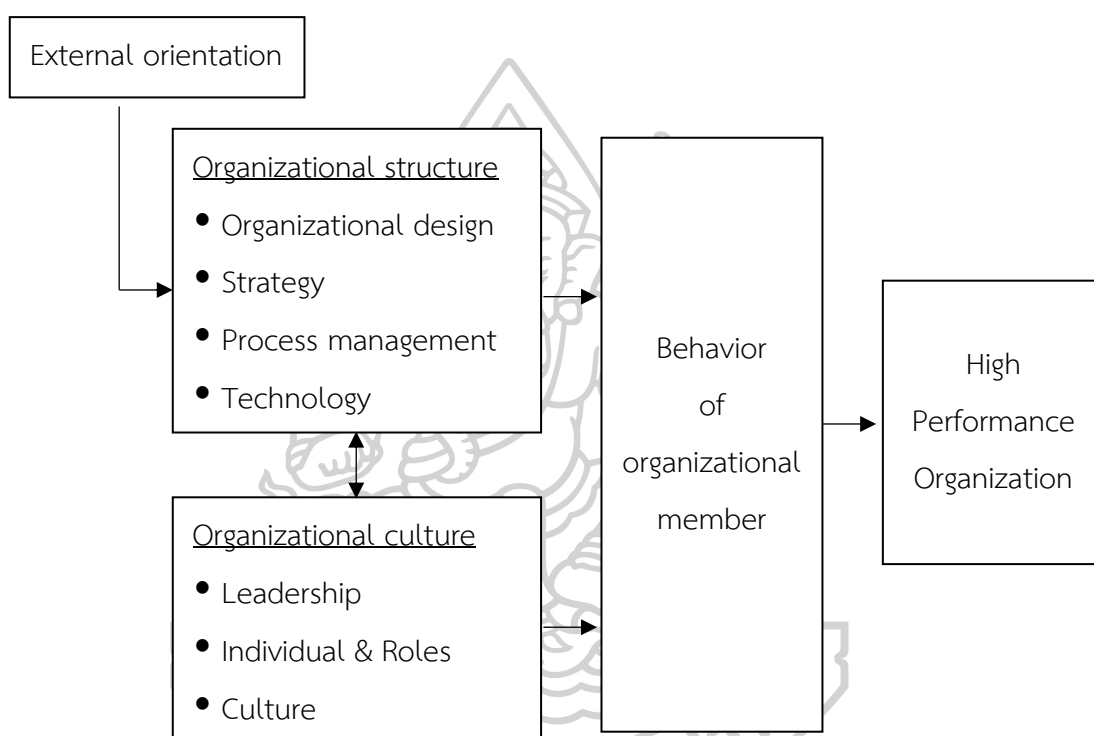 External orientation
Organizational structure
• Organizational design
• Strategy
• Process management
• Technology
Organizational culture
• Leadership
• Individual & Roles
• Culture
Behavior
of
organizational
member
High
Performance
Organization